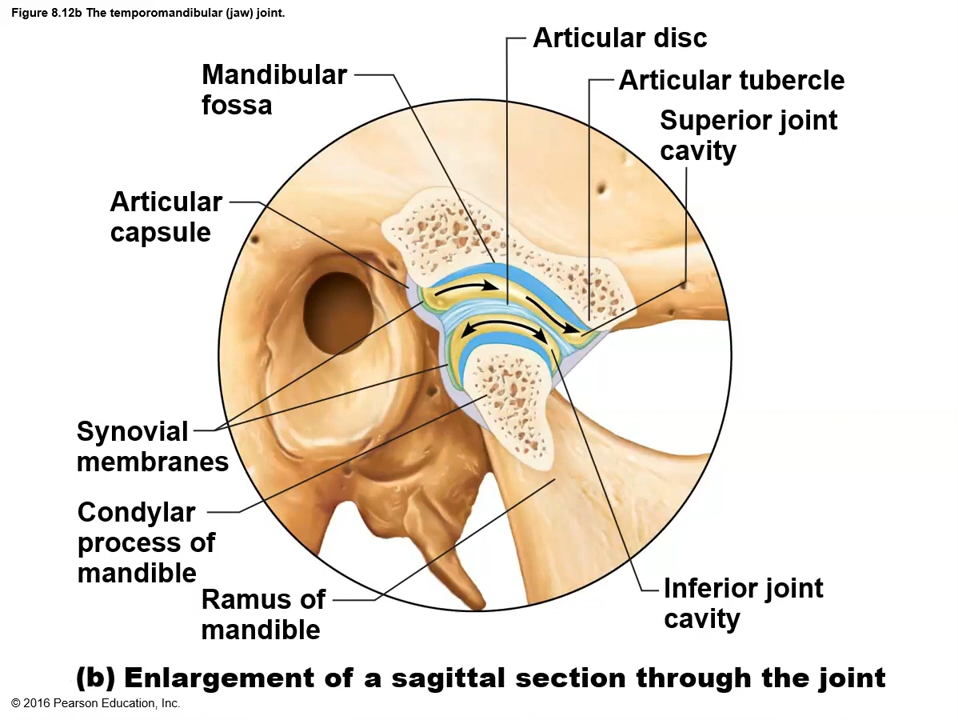 Figure 8.12b The temporomandibular (jaw) joint.
Articular disc
Mandibular
fossa
Articular tubercle
Superior joint
cavity
Articular
capsule
Synovial
membranes
Condylar
process of
mandible
Ramus of
mandible
Inferior joint
cavity
(b) Enlargement of a sagittal section through the joint
© 2016 Pearson Education, Inc.